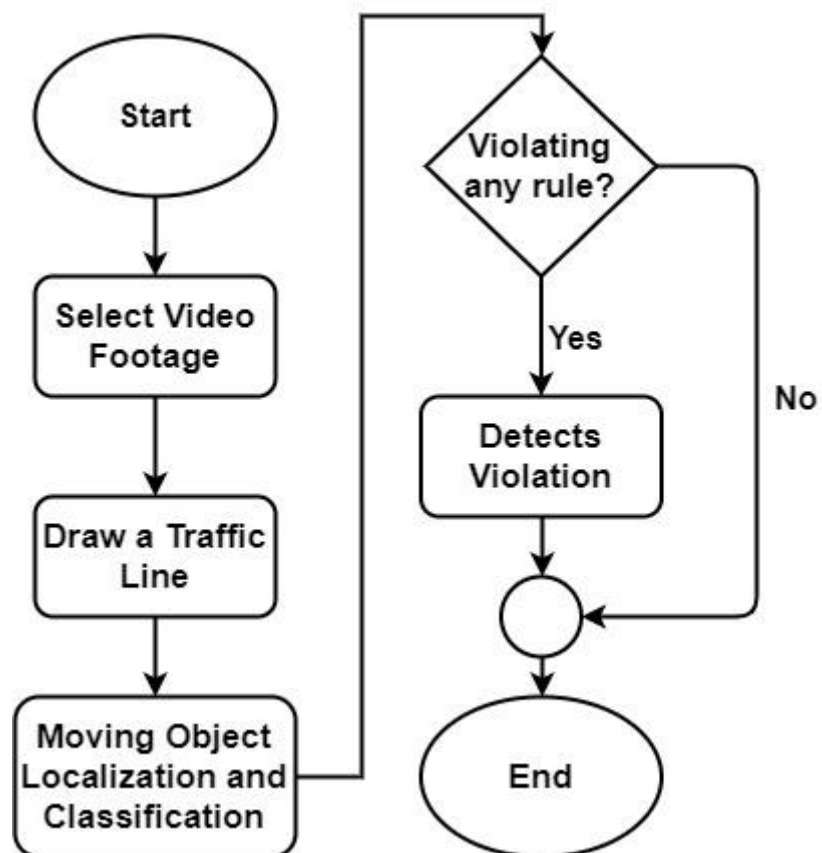 Start
Select Video
Footage
Draw a Traffic
Line
Moving Object
Localization and
Classification
Violating
any rule?
Yes
No
Detects
Violation
End